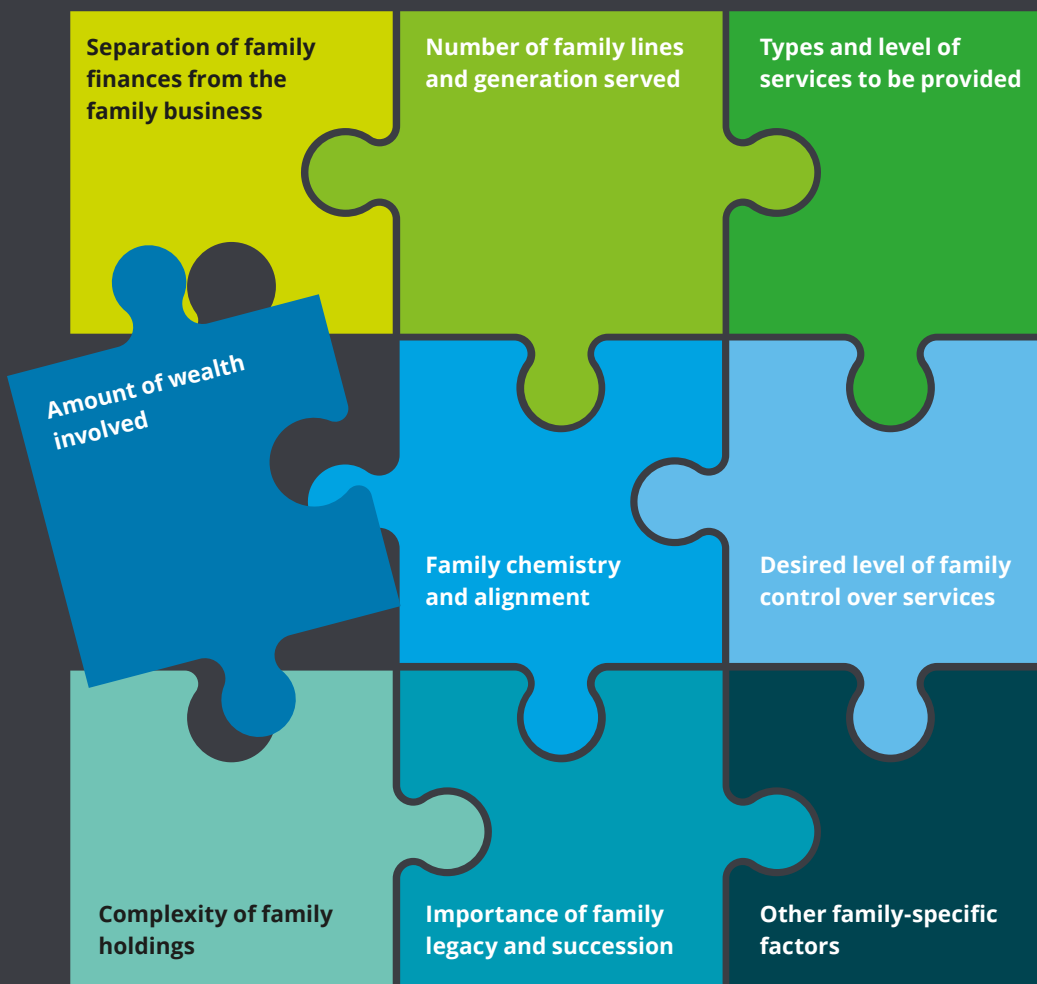 Separation of family
finances from the
family business
Number of family lines
and generation served
Types and level of
services to be provided
Amount of wealth
involved
Family chemistry
and alignment
Desired level of family
control over services
Complexity of family
holdings
Importance of family
legacy and succession
Other family-specific
factors